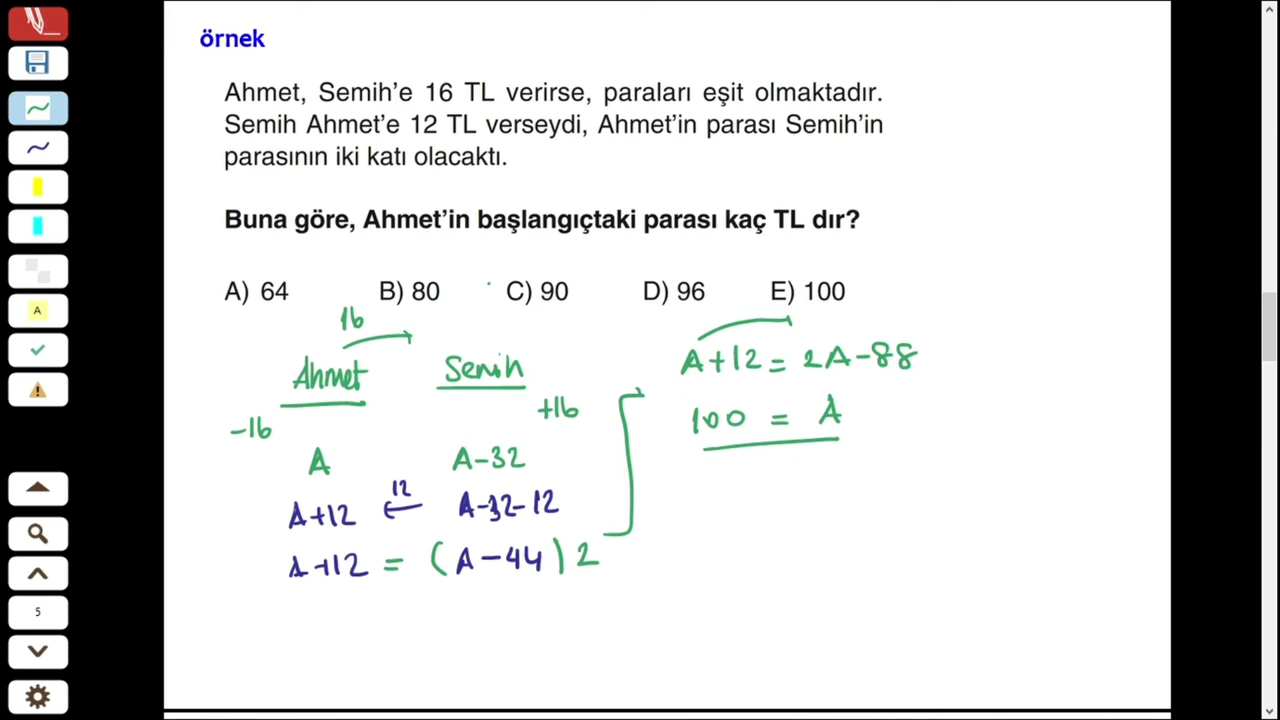 örnek
Ahmet, Semih'e 16 TL verirse, paraları eşit olmaktadır.
Semih Ahmet'e 12 TL verseydi, Ahmet'in parası Semih'in
parasının iki katı olacaktı.
Buna göre, Ahmet'in başlangıçtaki parası kaç TL dır?
A) 64 B) 80 C) 90 D) 96 E) 100
16
Ahmet Semih
-16 +16
A A-32
A+12 12 A-32-12
A+12 = (A-44)2
A+12 = 2A-88
100 = A
A
5